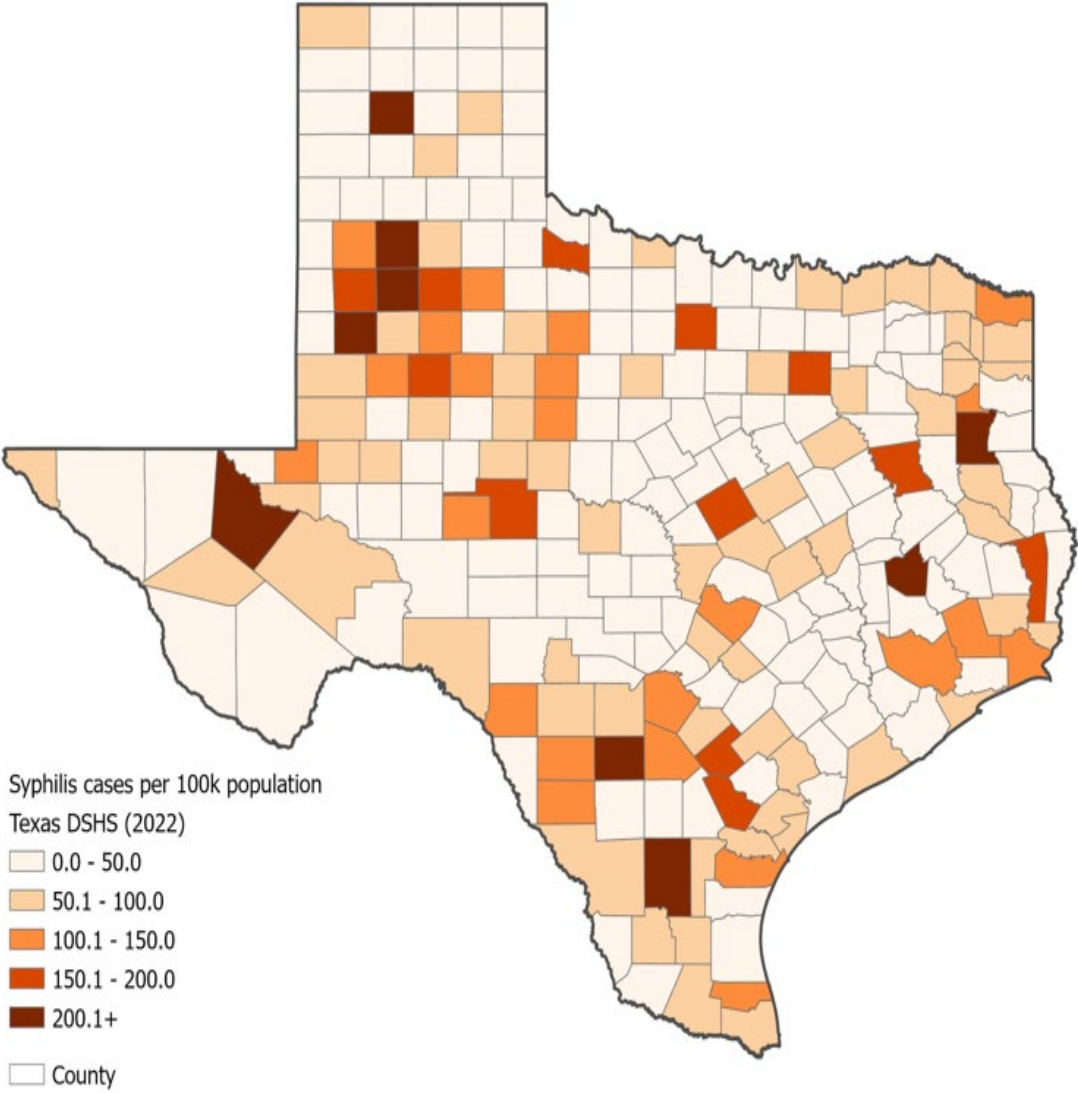 Syphilis cases per 100k population
Texas DSHS (2022)
0.0 - 50.0
50.1 - 100.0
100.1 - 150.0
150.1 - 200.0
200.1+
County